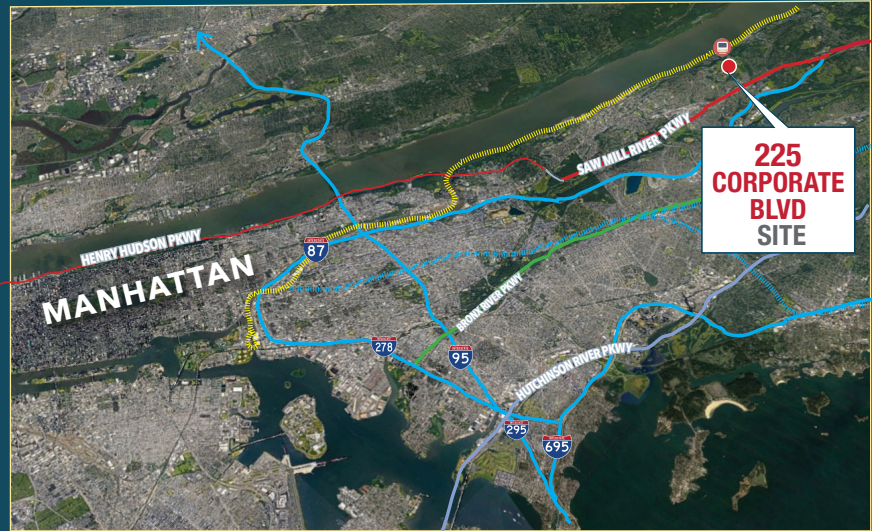 SAW MILL RIVER PKWY
225
CORPORATE
BLVD
SITE
HENRY HUDSON PKWY
87
MANHATTAN
BRONX RIVER PKWY
278
95
HUTCHINSON RIVER PKWY
295
695